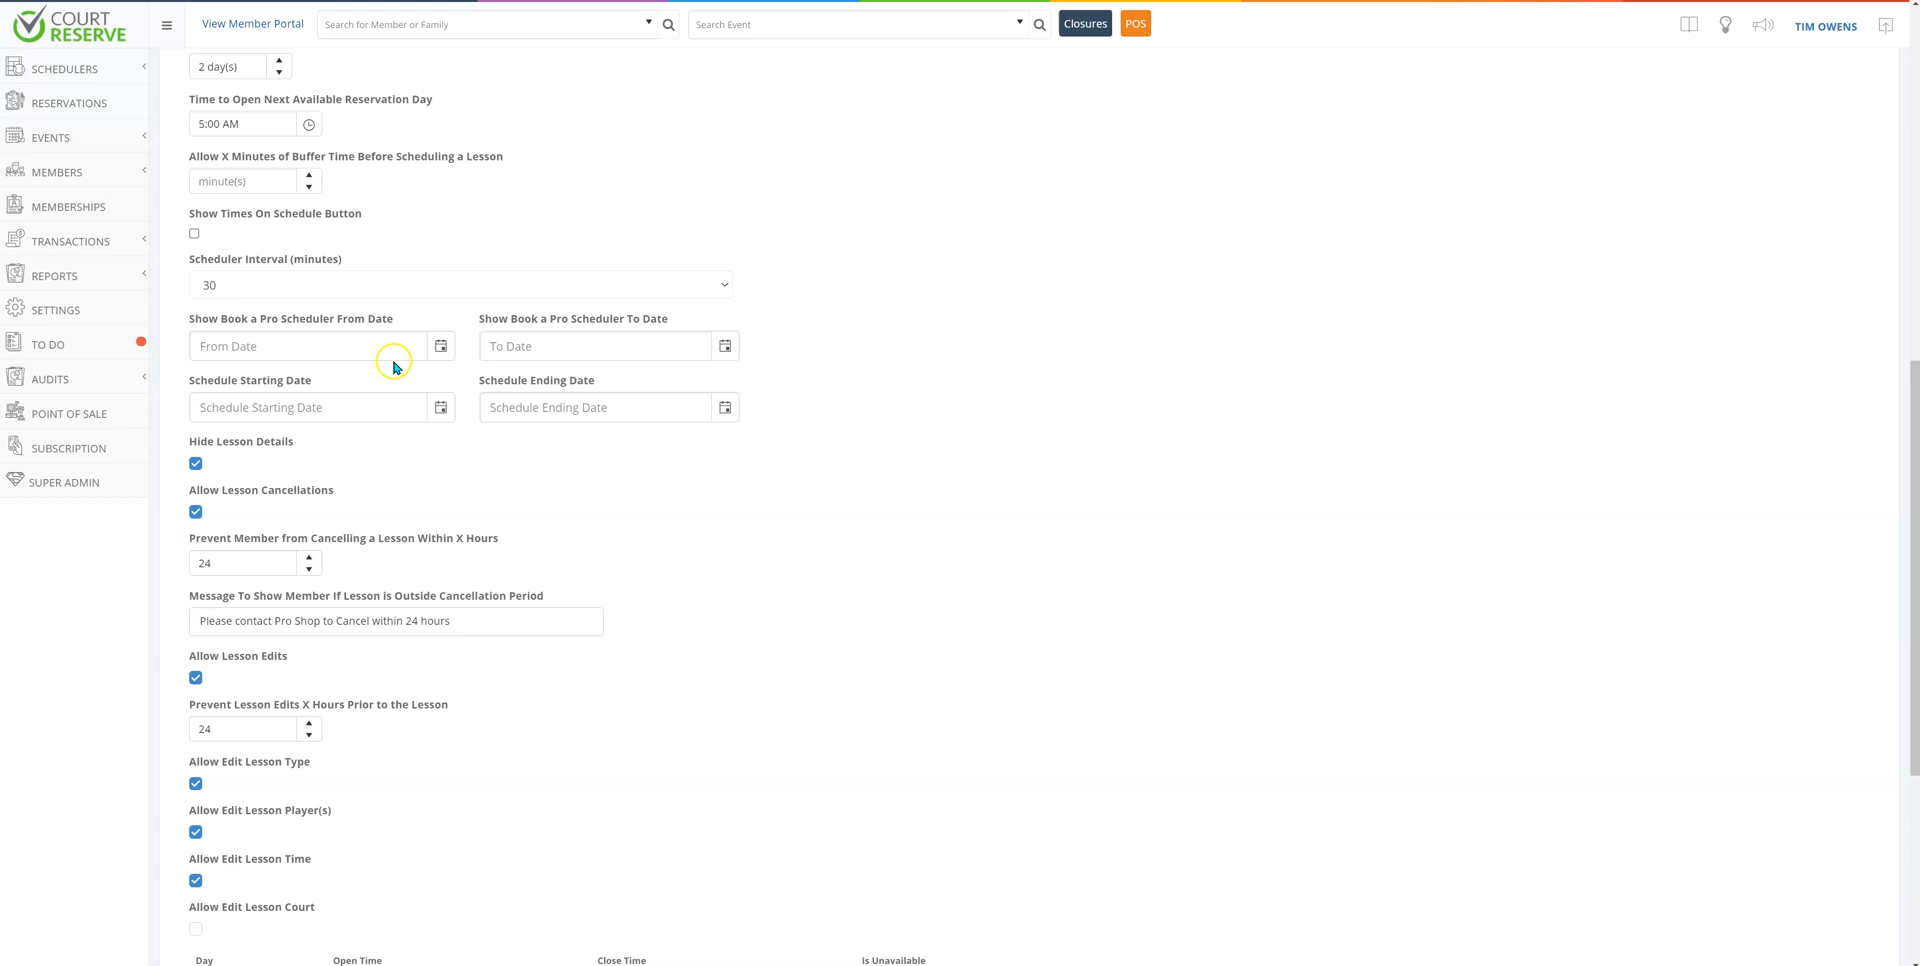 COURT
RESERVE
View Member Portal
Search for Member or Family
Search Event
Closures
POS
TIM OWENS
SCHEDULERS
RESERVATIONS
EVENTS
MEMBERS
MEMBERSHIPS
TRANSACTIONS
REPORTS
SETTINGS
TO DO
AUDITS
POINT OF SALE
SUBSCRIPTION
SUPER ADMIN
2 day(s)
Time to Open Next Available Reservation Day
5:00 AM
Allow X Minutes of Buffer Time Before Scheduling a Lesson
minute(s)
Show Times On Schedule Button
Scheduler Interval (minutes)
30
Show Book a Pro Scheduler From Date
Show Book a Pro Scheduler To Date
From Date
To Date
Schedule Starting Date
Schedule Ending Date
Schedule Starting Date
Schedule Ending Date
Hide Lesson Details
Allow Lesson Cancellations
Prevent Member from Cancelling a Lesson Within X Hours
24
Message To Show Member If Lesson is Outside Cancellation Period
Please contact Pro Shop to Cancel within 24 hours
Allow Lesson Edits
Prevent Lesson Edits X Hours Prior to the Lesson
24
Allow Edit Lesson Type
Allow Edit Lesson Player(s)
Allow Edit Lesson Time
Allow Edit Lesson Court
Day Open Time Close Time Is Unavailable